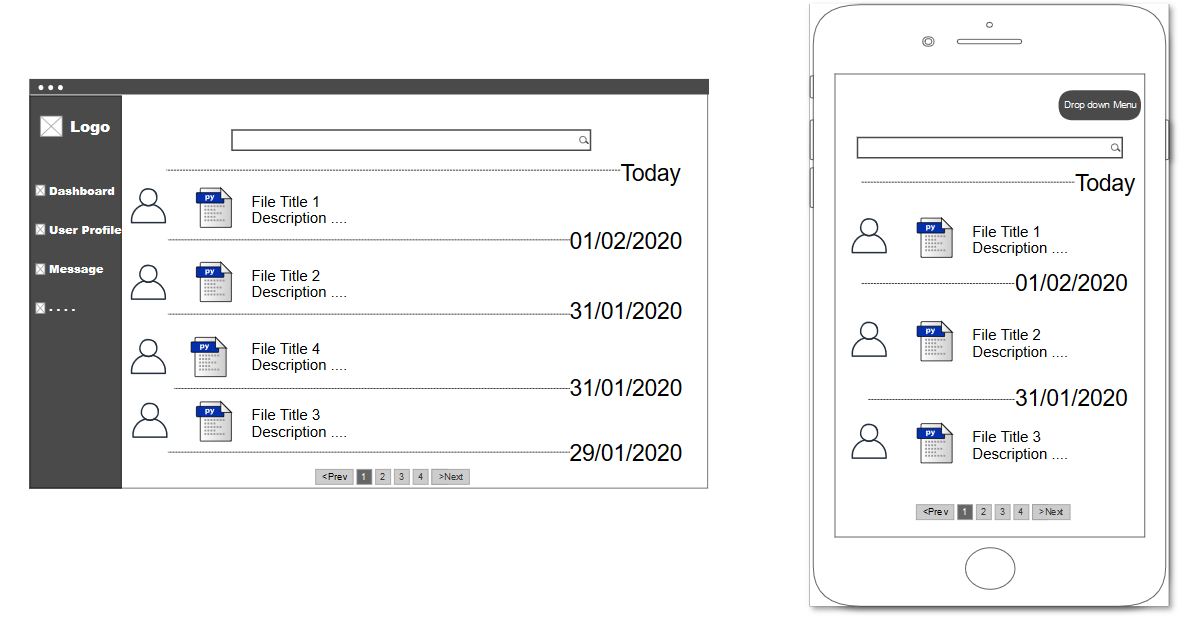 Logo
Dashboard
User Profile
Message
. . . .
Today
py
File Title 1
Description ....
01/02/2020
py
File Title 2
Description ....
31/01/2020
py
File Title 4
Description ....
31/01/2020
py
File Title 3
Description ....
29/01/2020
<Prev 1 2 3 4 >Next
Drop down Menu
Today
py
File Title 1
Description ....
01/02/2020
py
File Title 2
Description ....
31/01/2020
py
File Title 3
Description ....
<Prev 1 2 3 4 >Next